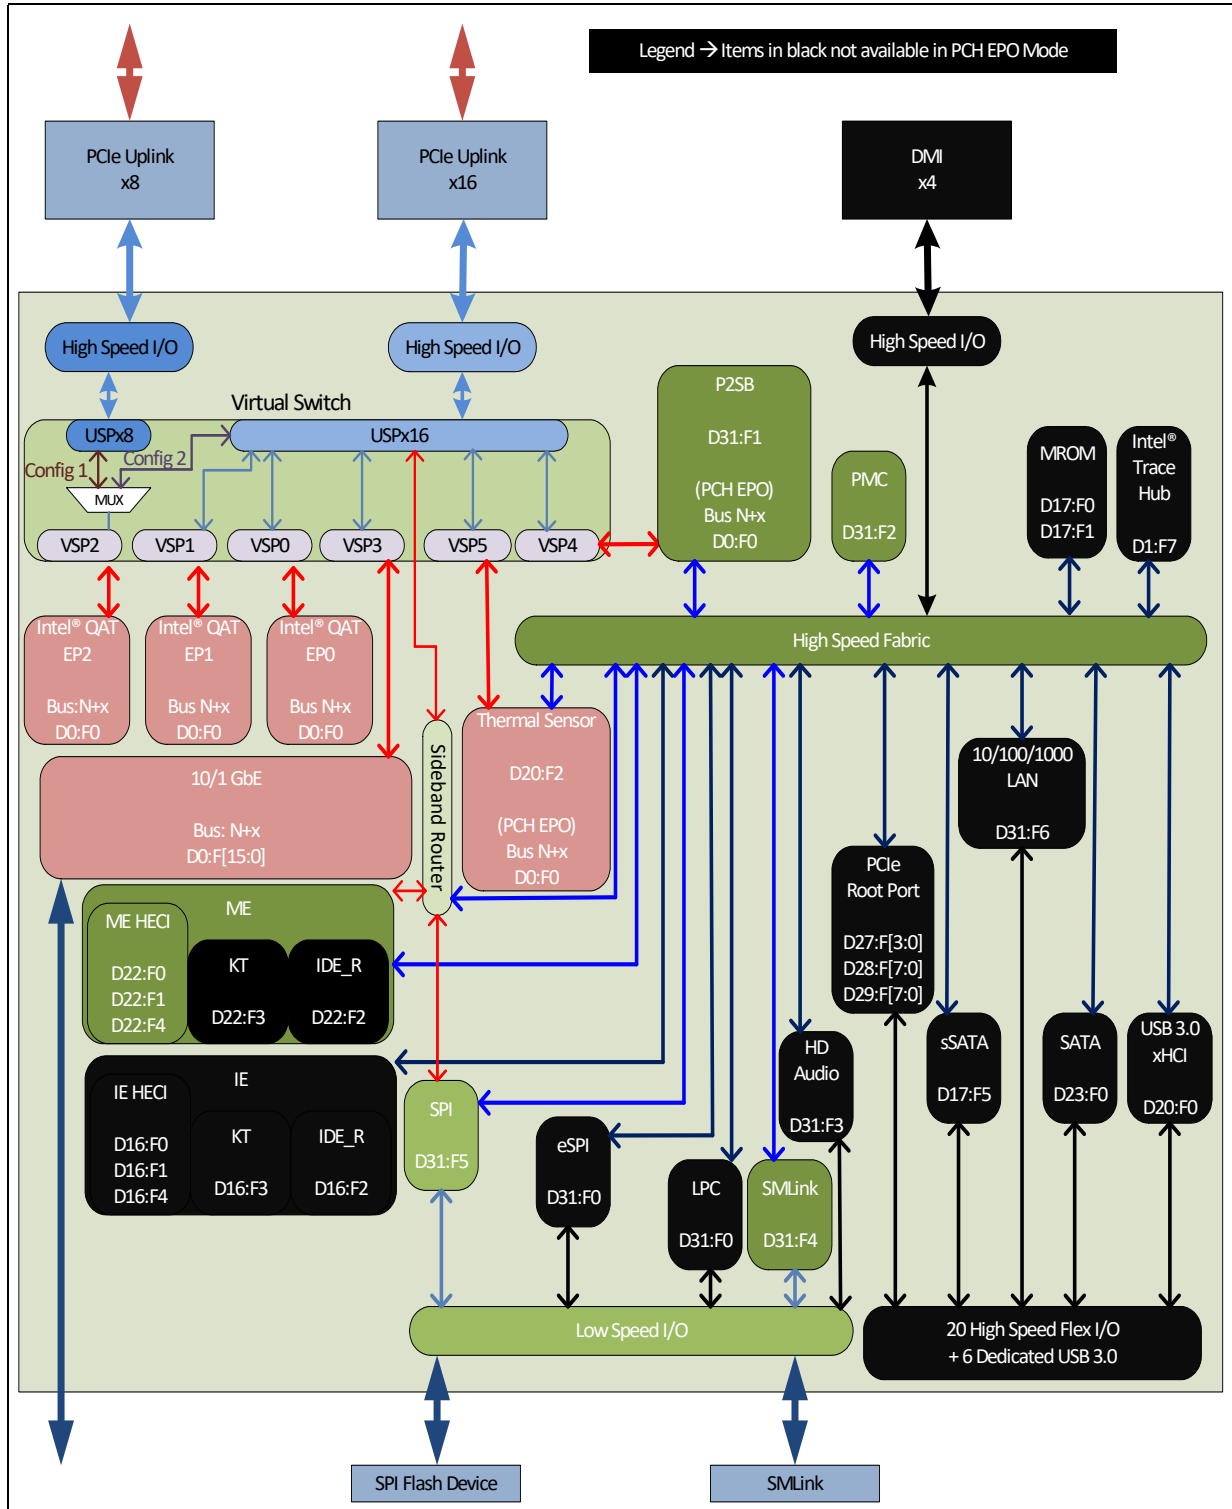 Legend → Items in black not available in PCH EPO Mode
PCIe Uplink
x8
PCIe Uplink
x16
DMI
x4
High Speed I/O
High Speed I/O
High Speed I/O
Virtual Switch
USPx8
USPx16
Config 1
Config 2
MUX
VSP2
VSP1
VSP0
VSP3
VSP5
VSP4
P2SB
D31:F1
(PCH EPO)
Bus N+x
D0:F0
PMC
D31:F2
MROM
D17:F0
D17:F1
Intel®
Trace
Hub
D1:F7
High Speed Fabric
Intel® QAT
EP2
Bus:N+x
D0:F0
Intel® QAT
EP1
Bus N+x
D0:F0
Intel® QAT
EP0
Bus N+x
D0:F0
Thermal Sensor
D20:F2
(PCH EPO)
Bus N+x
D0:F0
Sideband Router
10/1 GbE
Bus: N+x
D0:F[15:0]
10/100/1000
LAN
D31:F6
PCIe
Root Port
D27:F[3:0]
D28:F[7:0]
D29:F[7:0]
ME
ME HECI
D22:F0
D22:F1
D22:F4
KT
D22:F3
IDE_R
D22:F2
IE
IE HECI
D16:F0
D16:F1
D16:F4
KT
D16:F3
IDE_R
D16:F2
SPI
D31:F5
eSPI
D31:F0
LPC
D31:F0
SMLink
D31:F4
HD
Audio
D31:F3
sSATA
D17:F5
SATA
D23:F0
USB 3.0
xHCI
D20:F0
Low Speed I/O
20 High Speed Flex I/O
+ 6 Dedicated USB 3.0
SPI Flash Device
SMLink